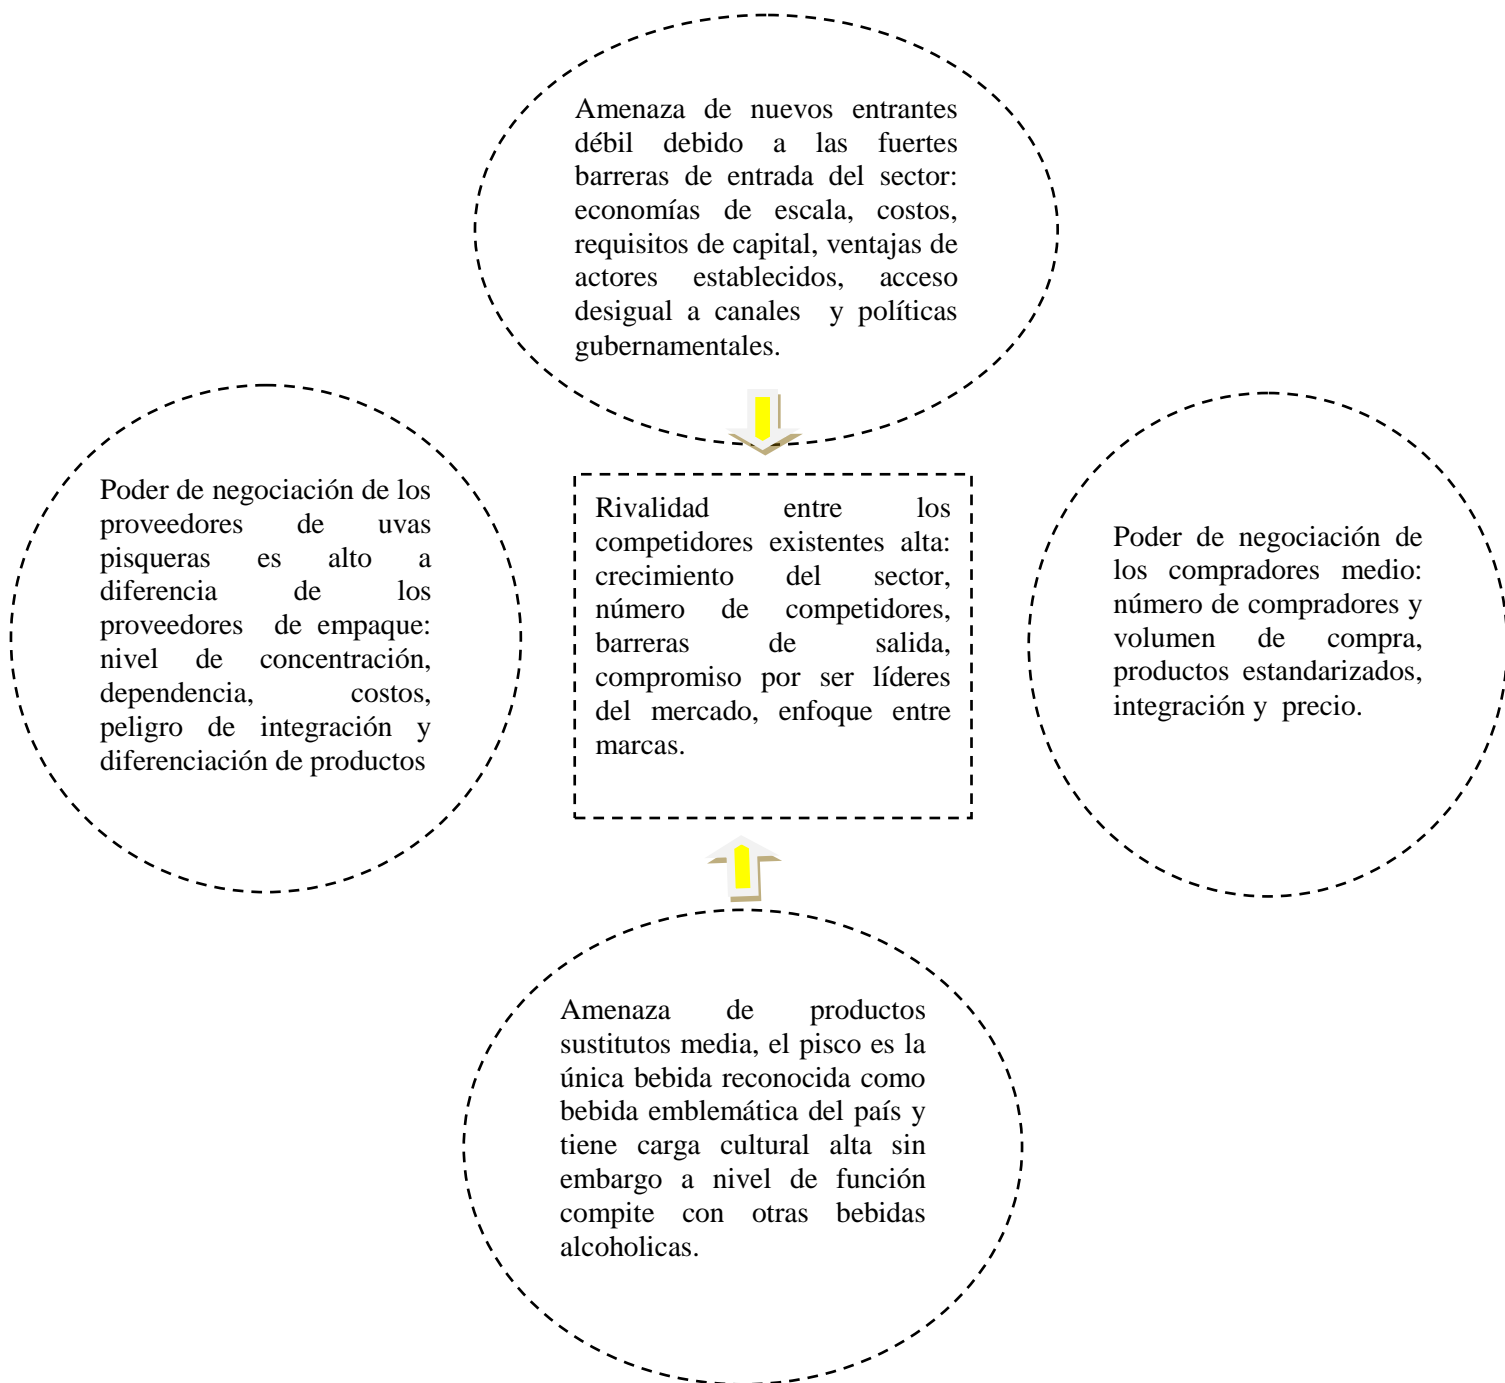 Amenaza de nuevos entrantes
débil debido a las fuertes
barreras de entrada del sector:
economías de escala, costos,
requisitos de capital, ventajas de
actores establecidos, acceso
desigual a canales y políticas
gubernamentales.
Poder de negociación de los
proveedores de uvas
pisqueras es alto a
diferencia de los
proveedores de empaque:
nivel de concentración,
dependencia, costos,
peligro de integración y
diferenciación de productos
Rivalidad entre los
competidores existentes alta:
crecimiento del sector,
número de competidores,
barreras de salida,
compromiso por ser líderes
del mercado, enfoque entre
marcas.
Poder de negociación de
los compradores medio:
número de compradores y
volumen de compra,
productos estandarizados,
integración y precio.
Amenaza de productos
sustitutos media, el pisco es la
única bebida reconocida como
bebida emblemática del país y
tiene carga cultural alta sin
embargo a nivel de función
compite con otras bebidas
alcoholicas.